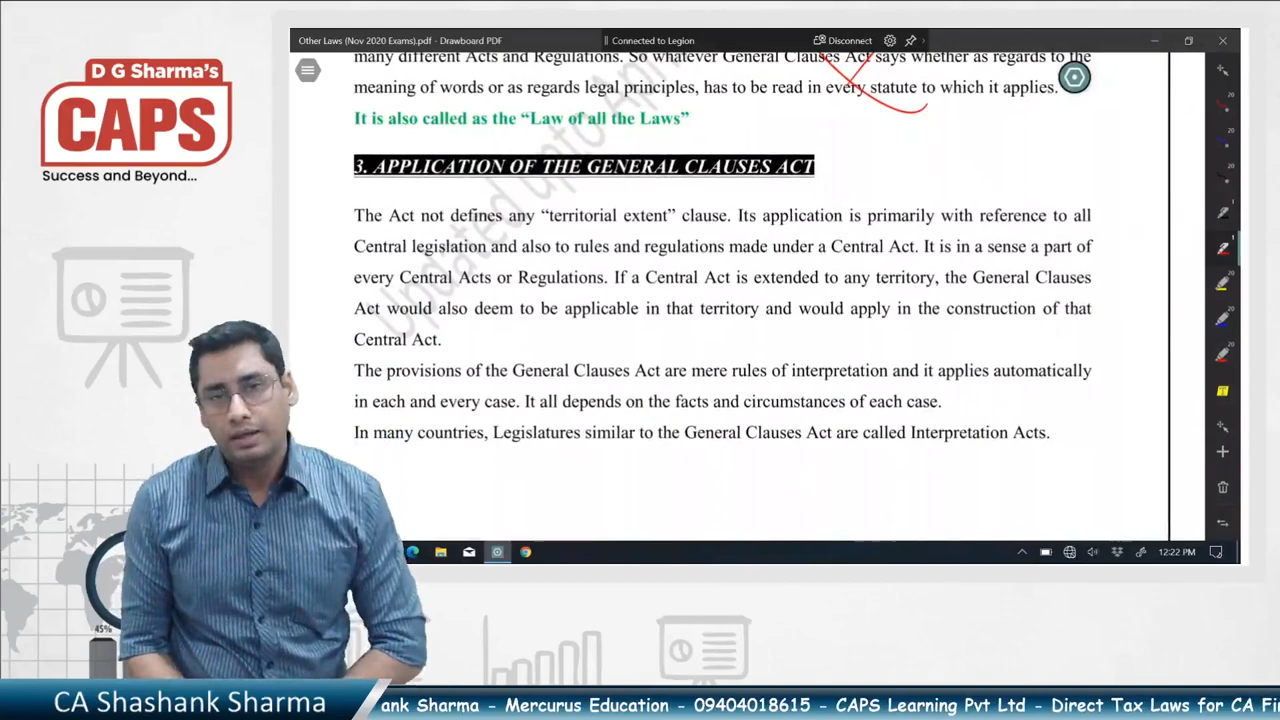 D G Sharma's
CAPS
Success and Beyond...
Other Laws (Nov 2020 Exams).pdf - Drawboard PDF
Connected to Legion
Disconnect
many different Acts and Regulations. So whatever General Clauses Act says whether as regards to the
meaning of words or as regards legal principles, has to be read in every statute to which it applies.
It is also called as the “Law of all the Laws”
3. APPLICATION OF THE GENERAL CLAUSES ACT
The Act not defines any “territorial extent” clause. Its application is primarily with reference to all
Central legislation and also to rules and regulations made under a Central Act. It is in a sense a part of
every Central Acts or Regulations. If a Central Act is extended to any territory, the General Clauses
Act would also deem to be applicable in that territory and would apply in the construction of that
Central Act.
The provisions of the General Clauses Act are mere rules of interpretation and it applies automatically
in each and every case. It all depends on the facts and circumstances of each case.
In many countries, Legislatures similar to the General Clauses Act are called Interpretation Acts.
Updated upto
12:22 PM
45%
CA Shashank Sharma
ank Sharma - Mercurus Education - 09404018615 - CAPS Learning Pvt Ltd - Direct Tax Laws for CA Fi